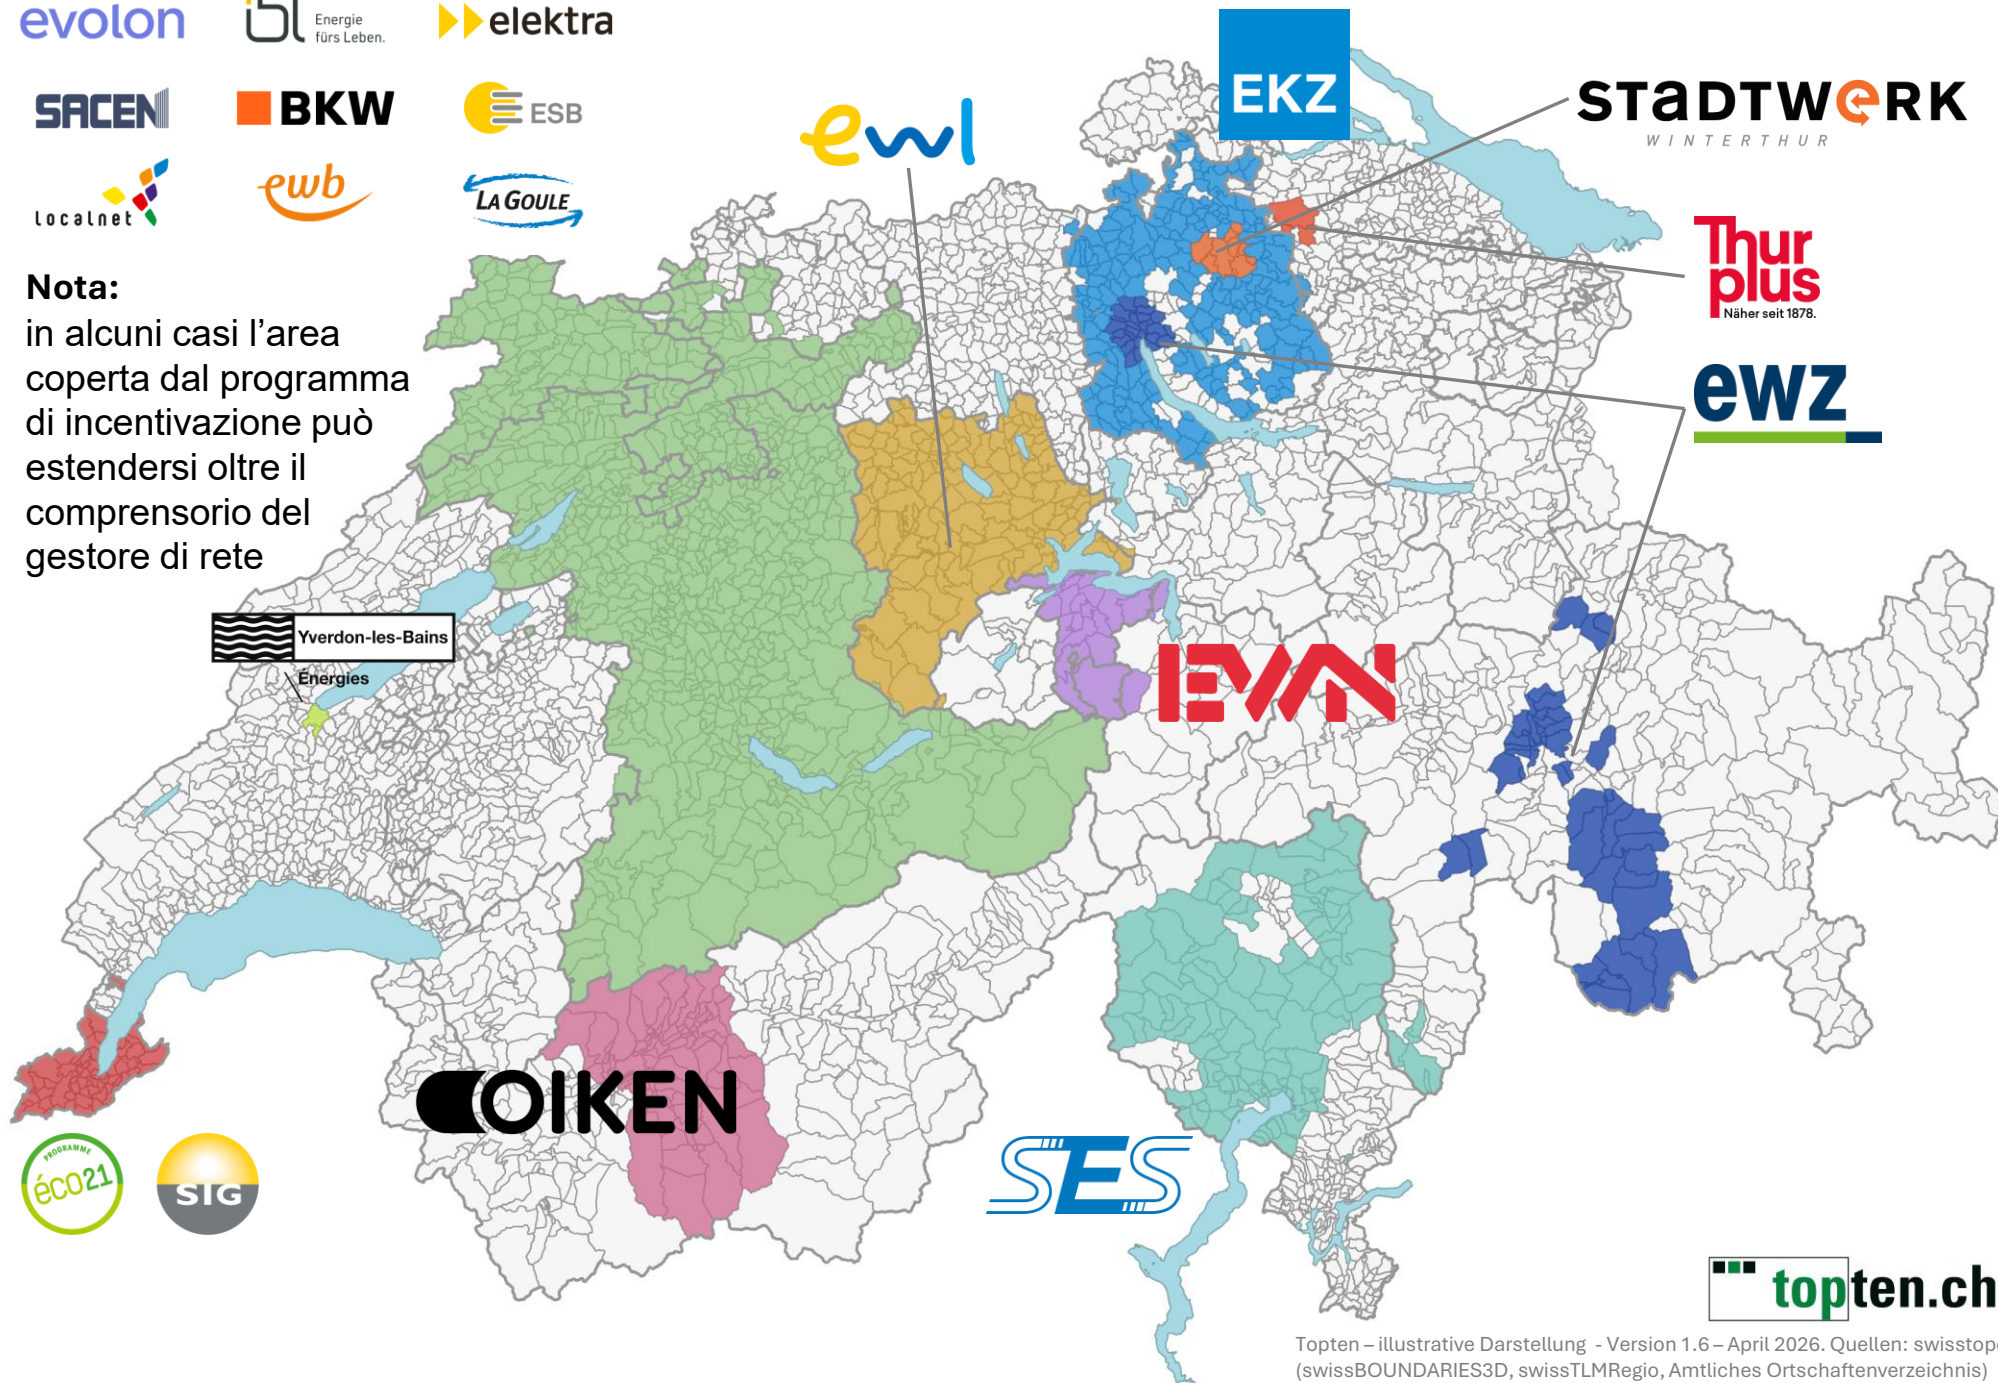 evolon
ibl Energie
fürs Leben.
elektra
EKZ
SACEN
BKW
ESB
ewl
STaDTWeRK
WINTERTHUR
localnet
ewb
LA GOULE
Thur
plus
Näher seit 1878.
Nota:
in alcuni casi l'area
coperta dal programma
di incentivazione può
estendersi oltre il
comprensorio del
gestore di rete
ewz
Yverdon-les-Bains
Énergies
EWN
OIKEN
PROGRAMME
éco21
SIG
SES
topten.ch
Topten – illustrative Darstellung - Version 1.6 – April 2026. Quellen: swisstopo
(swissBOUNDARIES3D, swissTLMRegio, Amtliches Ortschaftenverzeichnis)